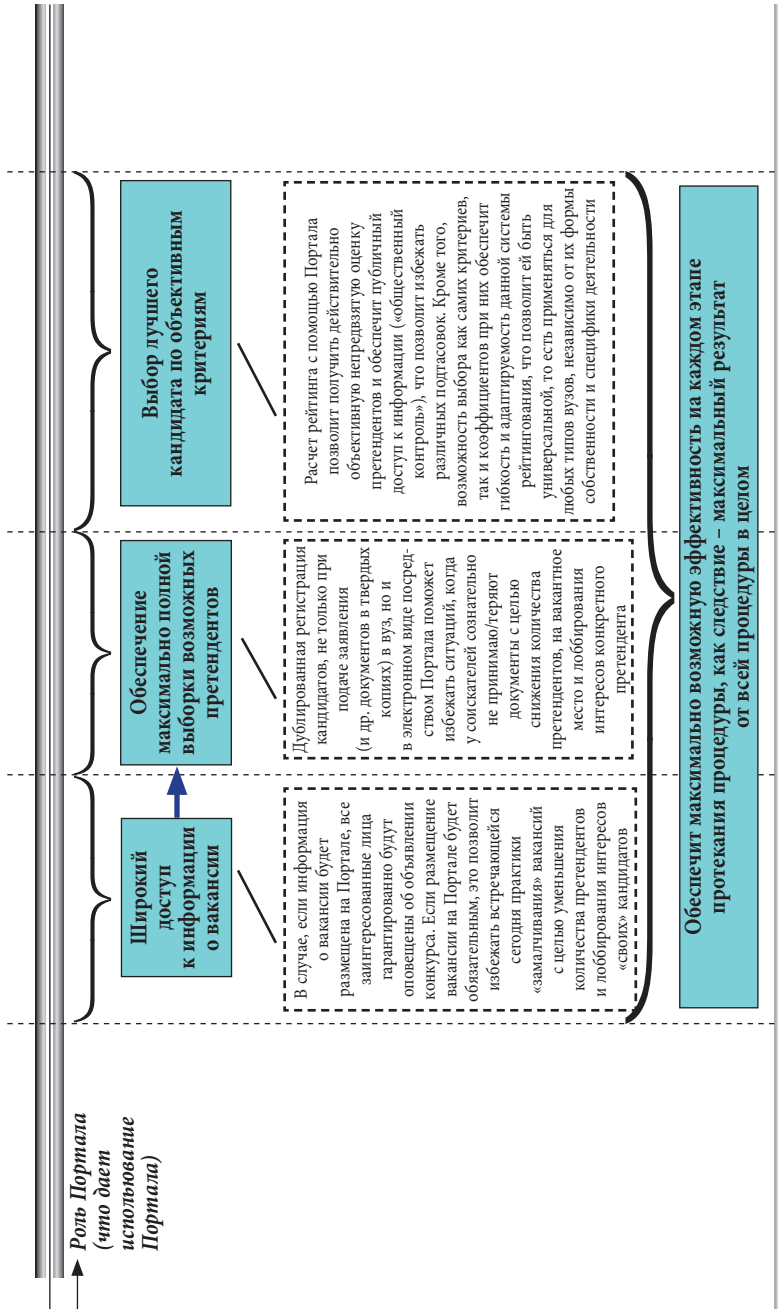 Роль Портала
(что дает
использование
Портала)
Широкий
доступ
к информации
о вакансии
Обеспечение
максимально полной
выборки возможных
претендентов
Выбор лучшего
кандидата по объективным
критериям
В случае, если информация
о вакансии будет
размещена на Портале, все
заинтересованные лица
гарантированно будут
оповещены об объявлении
конкурса. Если размещение
вакансии на Портале будет
обязательным, это позволит
избежать встречающейся
сегодня практики
«замалчивания» вакансий
с целью уменьшения
количества претендентов
и лоббирования интересов
«своих» кандидатов
Дублированная регистрация
кандидатов, не только при
подаче заявления
(и др. документов в твердых
копиях) в вуз, но и
в электронном виде посред-
ством Портала поможет
избежать ситуаций, когда
у соискателей сознательно
не принимаю/теряют
документы с целью
снижения количества
претендентов, на вакантное
место и лоббирования
интересов конкретного
претендента
Расчет рейтинга с помощью Портала
позволит получить действительно
объективную непредвзятую оценку
претендентов и обеспечит публичный
доступ к информации («общественный
контроль»), что позволит избежать
различных подтасовок. Кроме того,
возможность выбора как самих критериев,
так и коэффициентов при них обеспечит
гибкость и адаптируемость данной системы
рейтингования, что позволит ей быть
универсальной, то есть применяться для
любых типов вузов, независимо от их формы
собственности и специфики деятельности
Обеспечит максимально возможную эффективность иа каждом этапе
протекания процедуры, как следствие – максимальный результат
от всей процедуры в целом